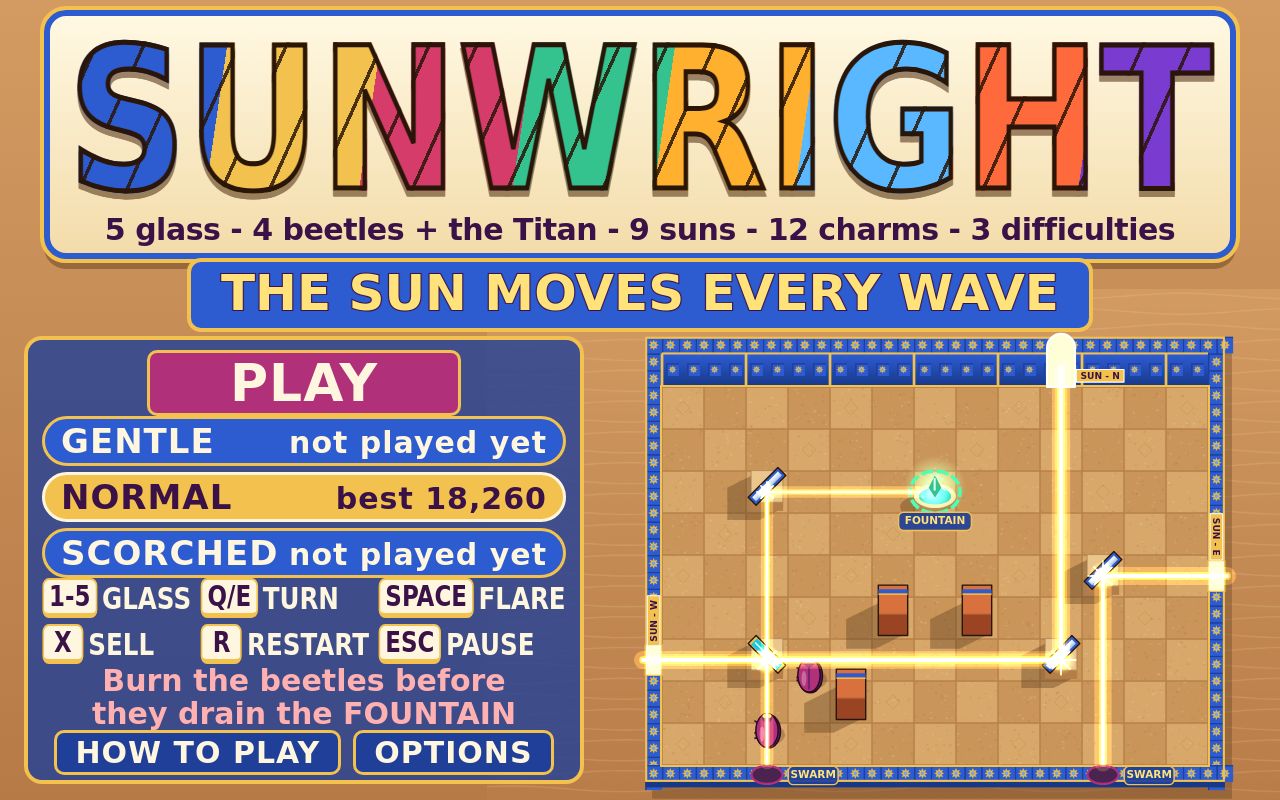 SUNWRIGHT
5 glass - 4 beetles + the Titan - 9 suns - 12 charms - 3 difficulties
THE SUN MOVES EVERY WAVE
PLAY
GENTLE not played yet
NORMAL best 18,260
SCORCHED not played yet
1-5 GLASS Q/E TURN SPACE FLARE
X SELL R RESTART ESC PAUSE
Burn the beetles before
they drain the FOUNTAIN
HOW TO PLAY OPTIONS
SUN - N
FOUNTAIN
SUN - E
SUN - W
SWARM SWARM